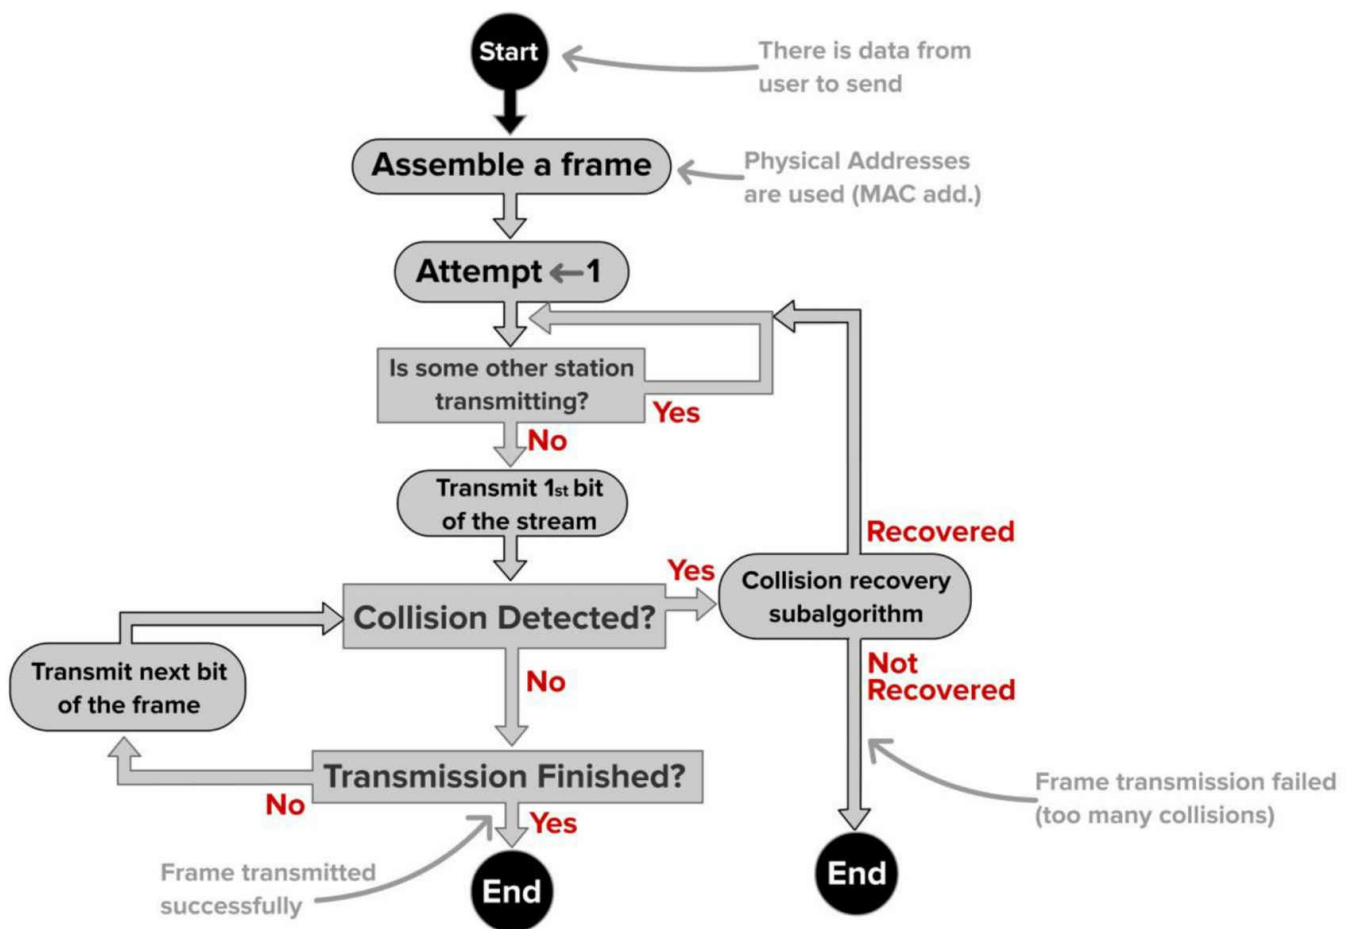 Start
There is data from
user to send
Assemble a frame
Physical Addresses
are used (MAC add.)
Attempt ← 1
Is some other station
transmitting?
Yes
No
Transmit 1st bit
of the stream
Recovered
Collision Detected?
Yes
Collision recovery
subalgorithm
Transmit next bit
of the frame
No
Not
Recovered
Transmission Finished?
No
Yes
Frame transmission failed
(too many collisions)
Frame transmitted
successfully
End
End